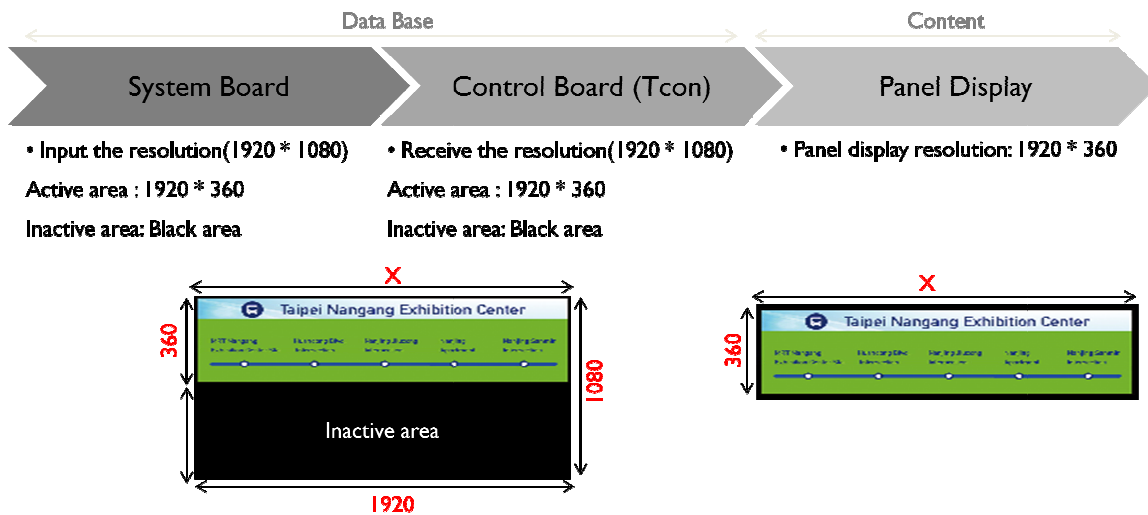 Data Base
Content
System Board
Control Board (Tcon)
Panel Display
• Input the resolution(1920 * 1080)
Active area : 1920 * 360
Inactive area: Black area
• Receive the resolution(1920 * 1080)
Active area : 1920 * 360
Inactive area: Black area
• Panel display resolution: 1920 * 360
X
360
Taipei Nangang Exhibition Center
1080
Inactive area
1920
X
360
Taipei Nangang Exhibition Center